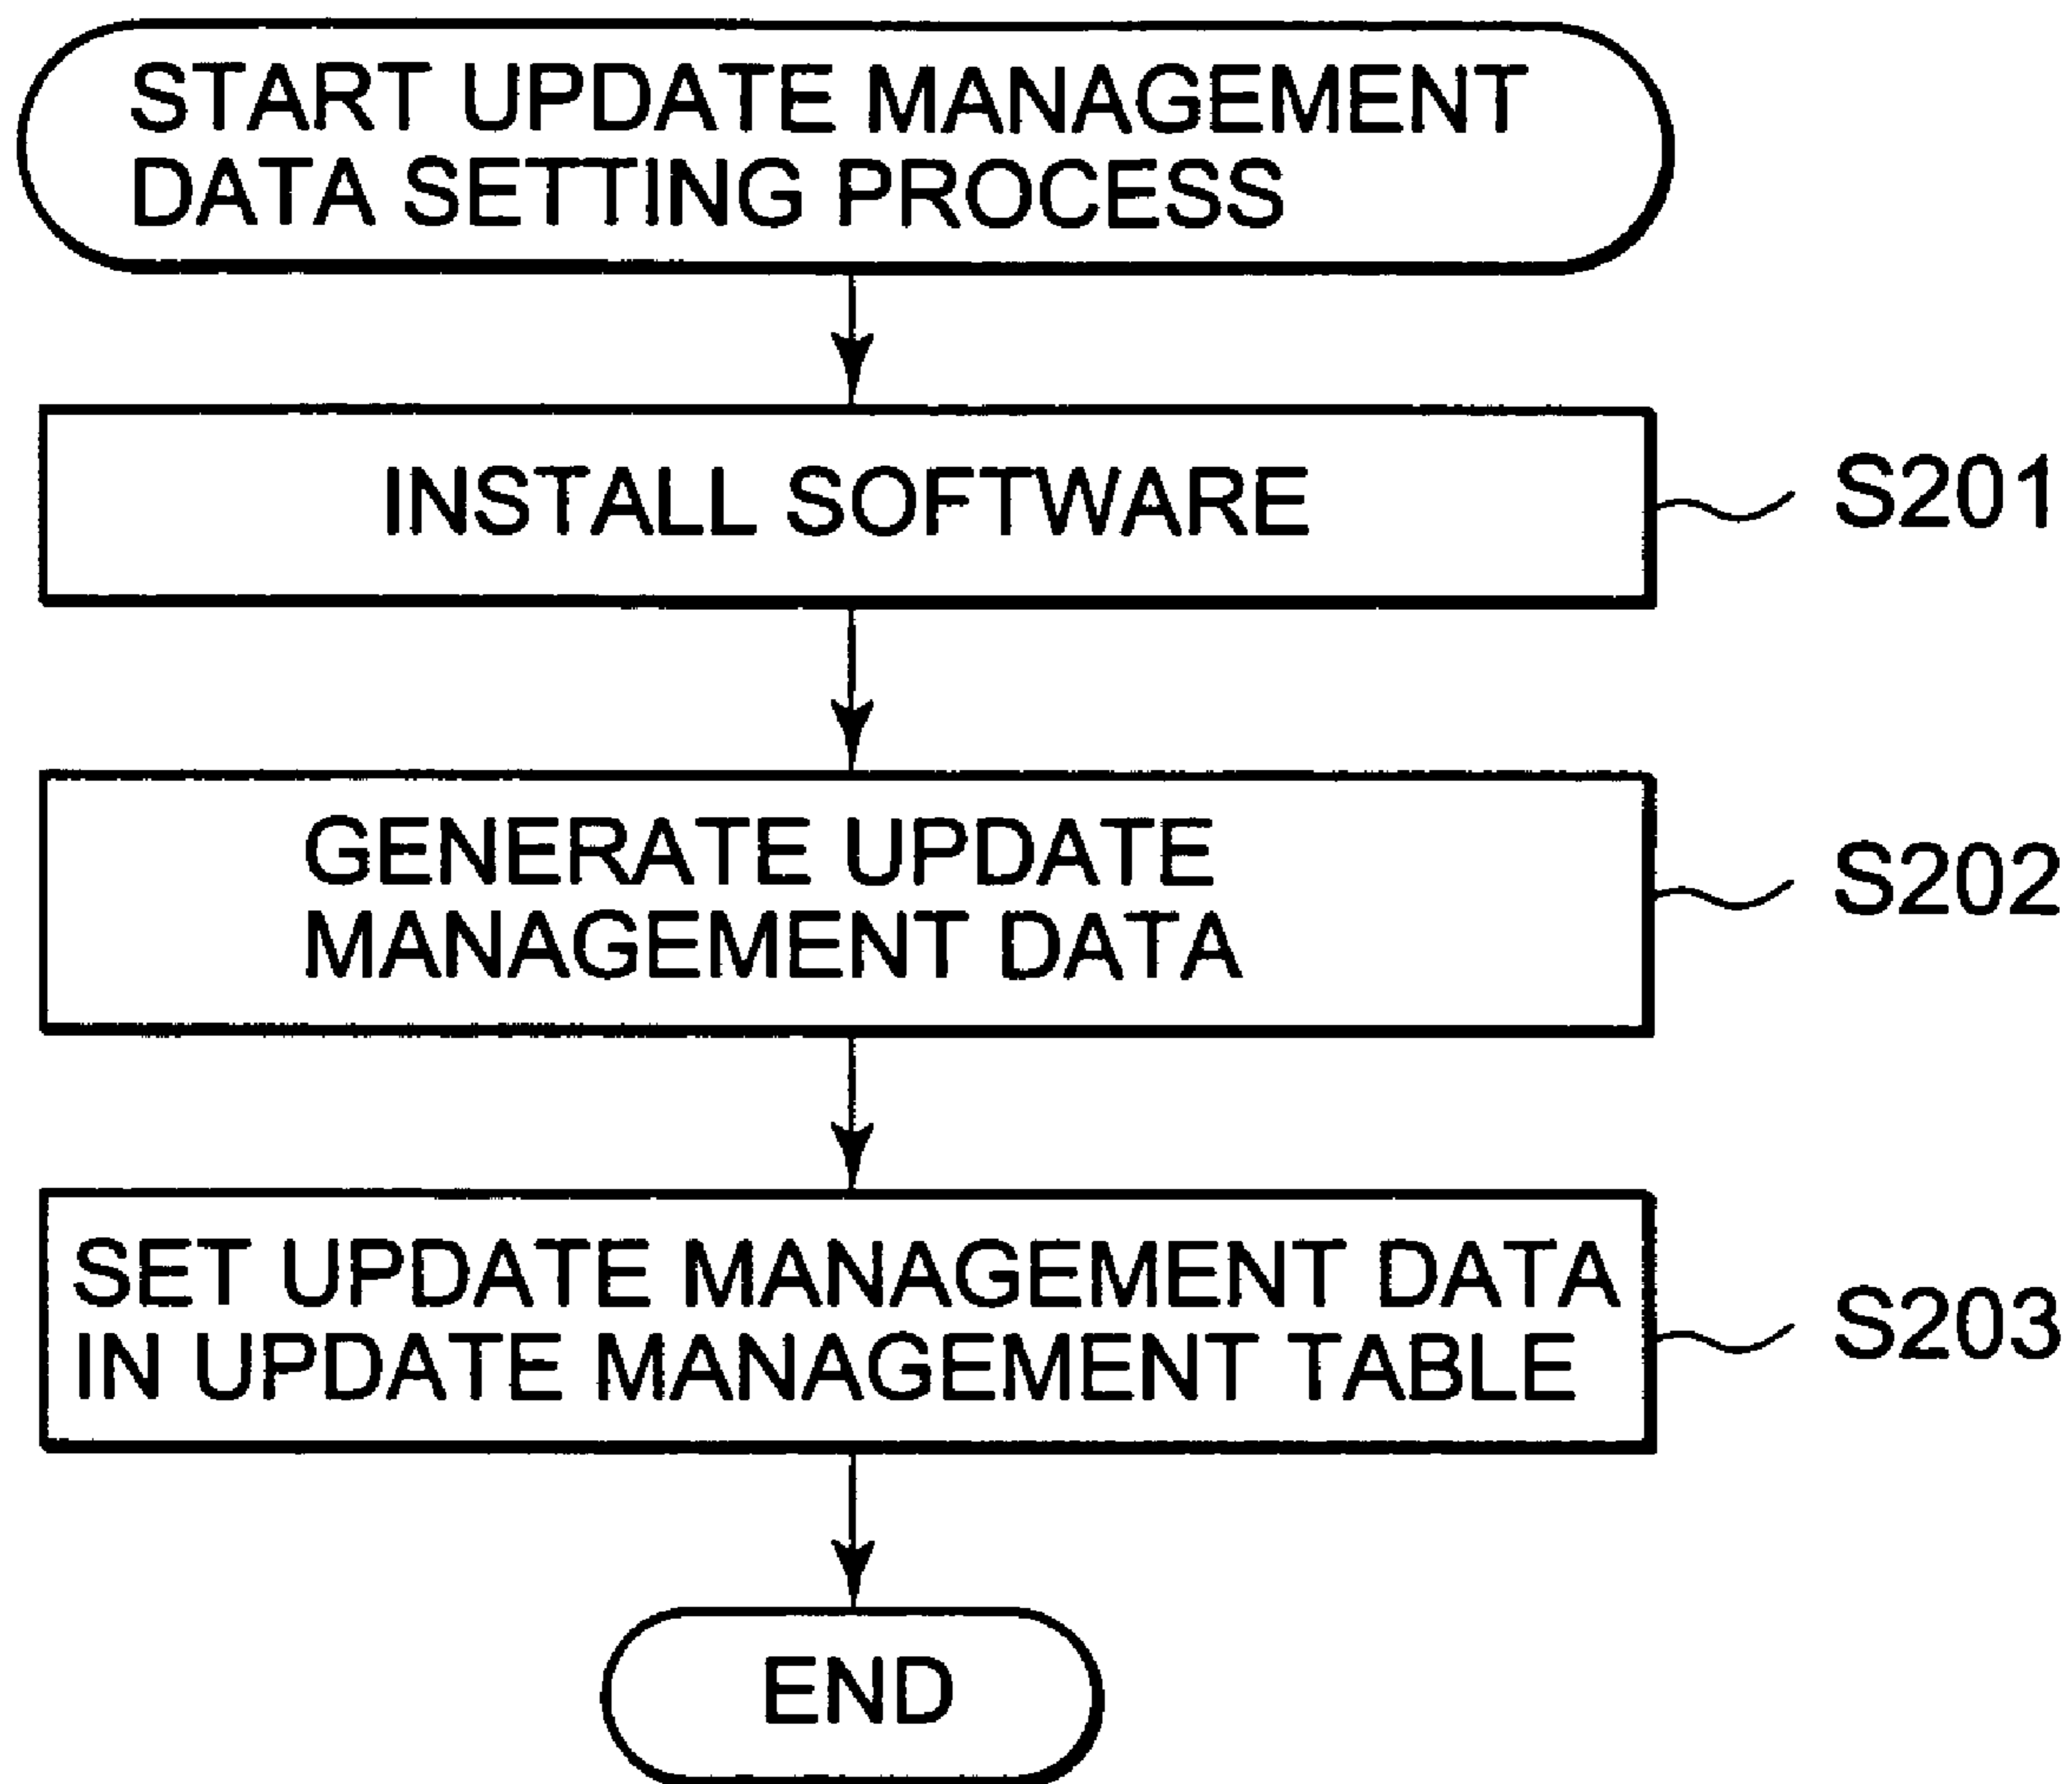 START UPDATE MANAGEMENT
DATA SETTING PROCESS
INSTALL SOFTWARE
S201
GENERATE UPDATE
MANAGEMENT DATA
S202
SET UPDATE MANAGEMENT DATA
IN UPDATE MANAGEMENT TABLE
S203
END